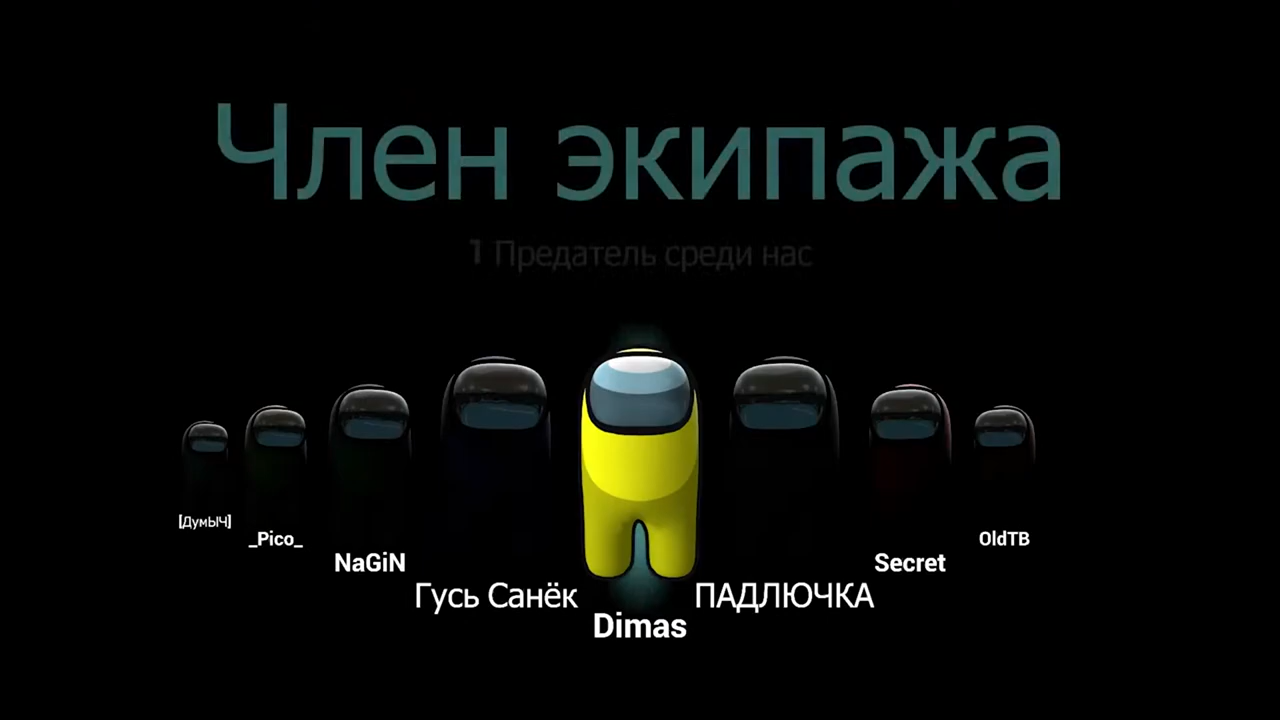 Член экипажа
1 Предатель среди нас
[ДумЫЧ]
_Pico_
NaGiN
Гусь Санёк
Dimas
ПАДЛЮЧКА
Secret
OldTB